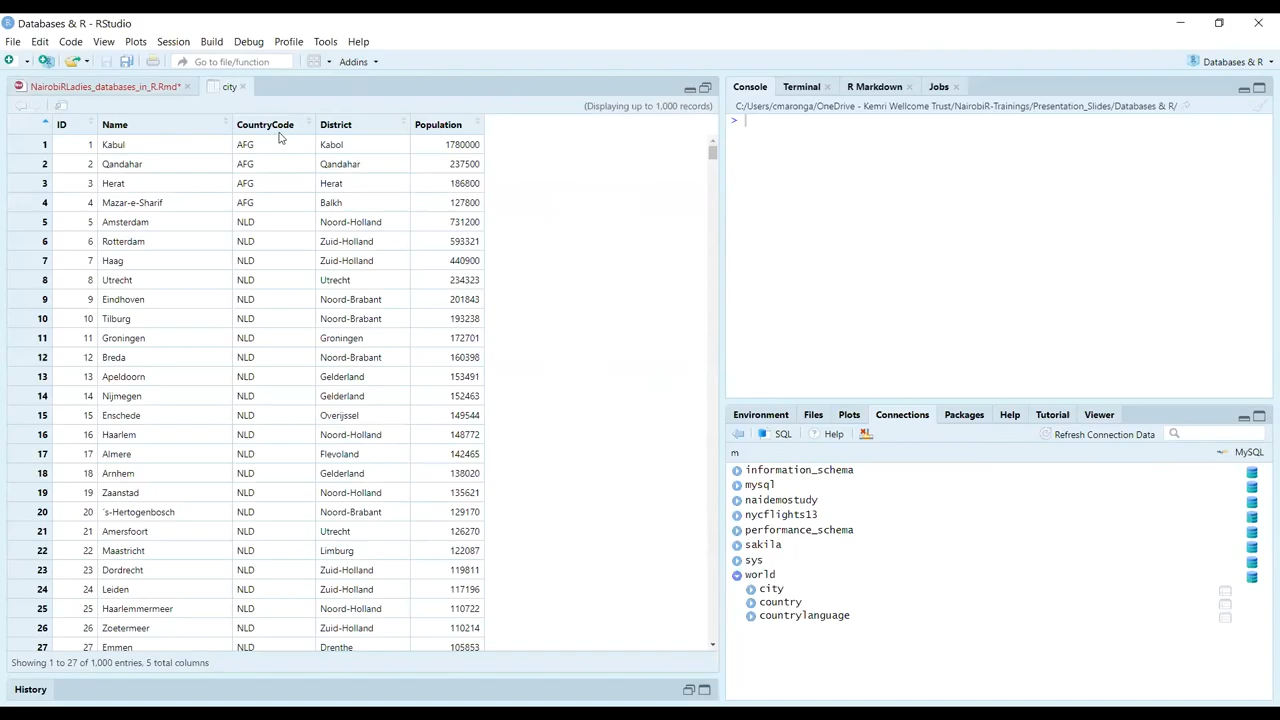 Databases & R - RStudio
File Edit Code View Plots Session Build Debug Profile Tools Help
Go to file/function Addins Databases & R
NairobiRLadies_databases_in_R.Rmd* city
(Displaying up to 1,000 records)
ID Name CountryCode District Population
1 1 Kabul AFG Kabol 1780000
2 2 Qandahar AFG Qandahar 237500
3 3 Herat AFG Herat 186800
4 4 Mazar-e-Sharif AFG Balkh 127800
5 5 Amsterdam NLD Noord-Holland 731200
6 6 Rotterdam NLD Zuid-Holland 593321
7 7 Haag NLD Zuid-Holland 440900
8 8 Utrecht NLD Utrecht 234323
9 9 Eindhoven NLD Noord-Brabant 201843
10 10 Tilburg NLD Noord-Brabant 193238
11 11 Groningen NLD Groningen 172701
12 12 Breda NLD Noord-Brabant 160398
13 13 Apeldoorn NLD Gelderland 153491
14 14 Nijmegen NLD Gelderland 152463
15 15 Enschede NLD Overijssel 149544
16 16 Haarlem NLD Noord-Holland 148772
17 17 Almere NLD Flevoland 142465
18 18 Arnhem NLD Gelderland 138020
19 19 Zaanstad NLD Noord-Holland 135621
20 20 ´s-Hertogenbosch NLD Noord-Brabant 129170
21 21 Amersfoort NLD Utrecht 126270
22 22 Maastricht NLD Limburg 122087
23 23 Dordrecht NLD Zuid-Holland 119811
24 24 Leiden NLD Zuid-Holland 117196
25 25 Haarlemmermeer NLD Noord-Holland 110722
26 26 Zoetermeer NLD Zuid-Holland 110214
27 27 Emmen NLD Drenthe 105853
Showing 1 to 27 of 1,000 entries, 5 total columns
History
Console Terminal R Markdown Jobs
C:/Users/cmaronga/OneDrive - Kemri Wellcome Trust/NairobiR-Trainings/Presentation_Slides/Databases & R/
>
Environment Files Plots Connections Packages Help Tutorial Viewer
SQL Help Refresh Connection Data
m MySQL
information_schema
mysql
naidemostudy
nycflights13
performance_schema
sakila
sys
world
city
country
countrylanguage